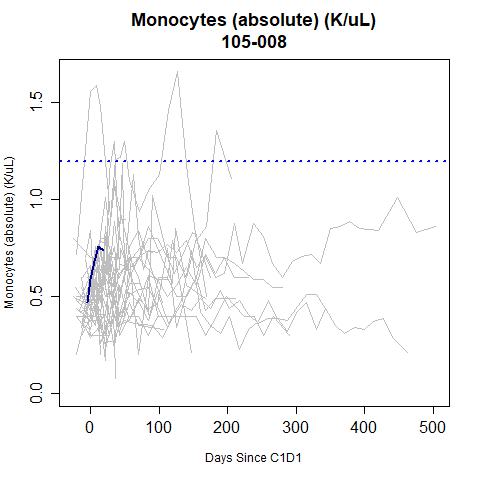 Monocytes (absolute) (K/uL)
105-008
Monocytes (absolute) (K/uL)
1.5
1.0
0.5
0.0
0 100 200 300 400 500
Days Since C1D1